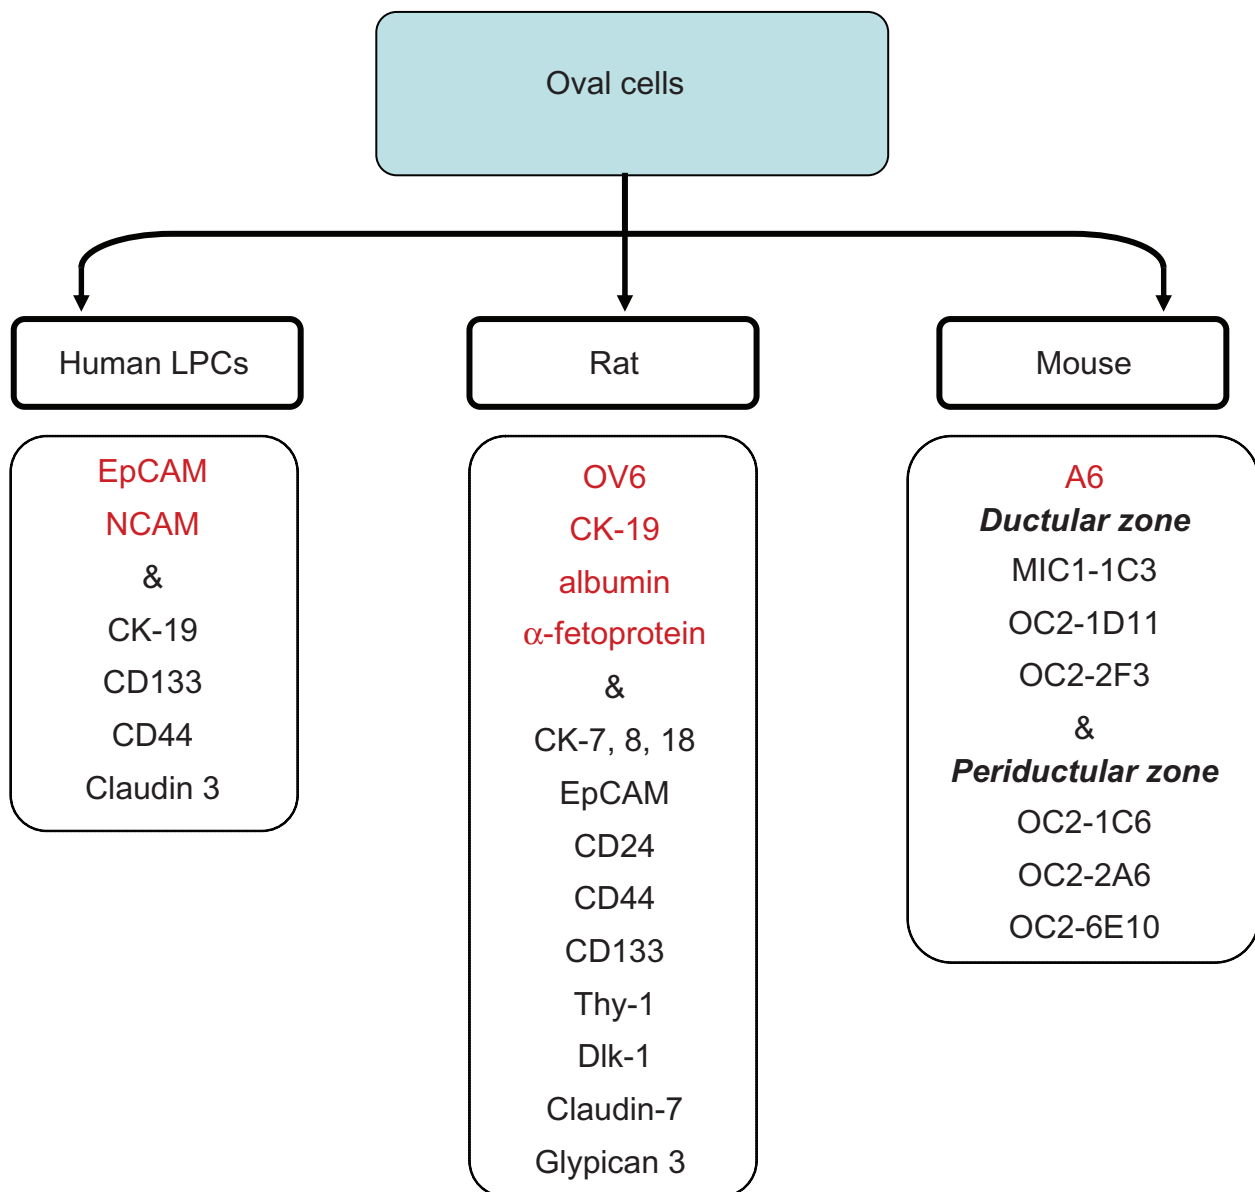 Oval cells
Human LPCs
EpCAM
NCAM
&
CK-19
CD133
CD44
Claudin 3
Rat
OV6
CK-19
albumin
α-fetoprotein
&
CK-7, 8, 18
EpCAM
CD24
CD44
CD133
Thy-1
Dlk-1
Claudin-7
Glypican 3
Mouse
A6
Ductular zone
MIC1-1C3
OC2-1D11
OC2-2F3
&
Periductular zone
OC2-1C6
OC2-2A6
OC2-6E10